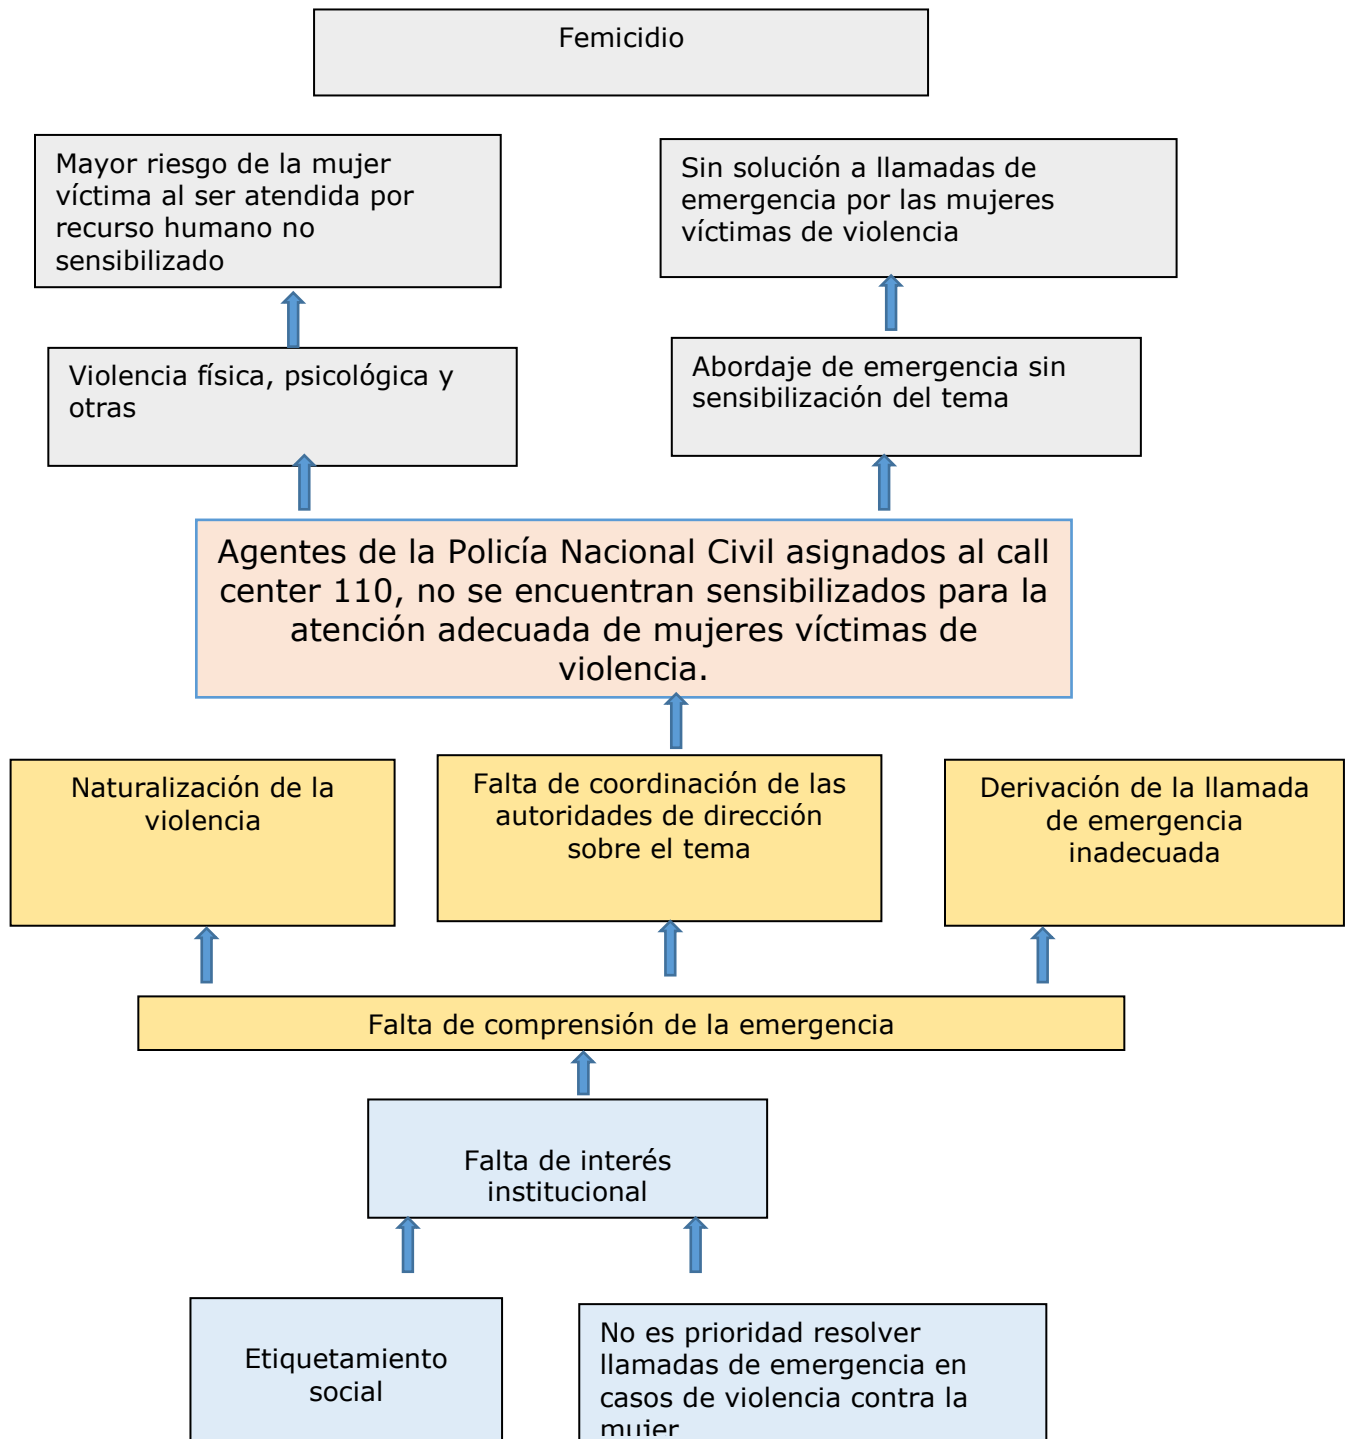 Femicidio
Mayor riesgo de la mujer
víctima al ser atendida por
recurso humano no
sensibilizado
Sin solución a llamadas de
emergencia por las mujeres
víctimas de violencia
Violencia física, psicológica y
otras
Abordaje de emergencia sin
sensibilización del tema
Agentes de la Policía Nacional Civil asignados al call
center 110, no se encuentran sensibilizados para la
atención adecuada de mujeres víctimas de
violencia.
Naturalización de la
violencia
Falta de coordinación de las
autoridades de dirección
sobre el tema
Derivación de la llamada
de emergencia
inadecuada
Falta de comprensión de la emergencia
Falta de interés
institucional
Etiquetamiento
social
No es prioridad resolver
llamadas de emergencia en
casos de violencia contra la
mujer